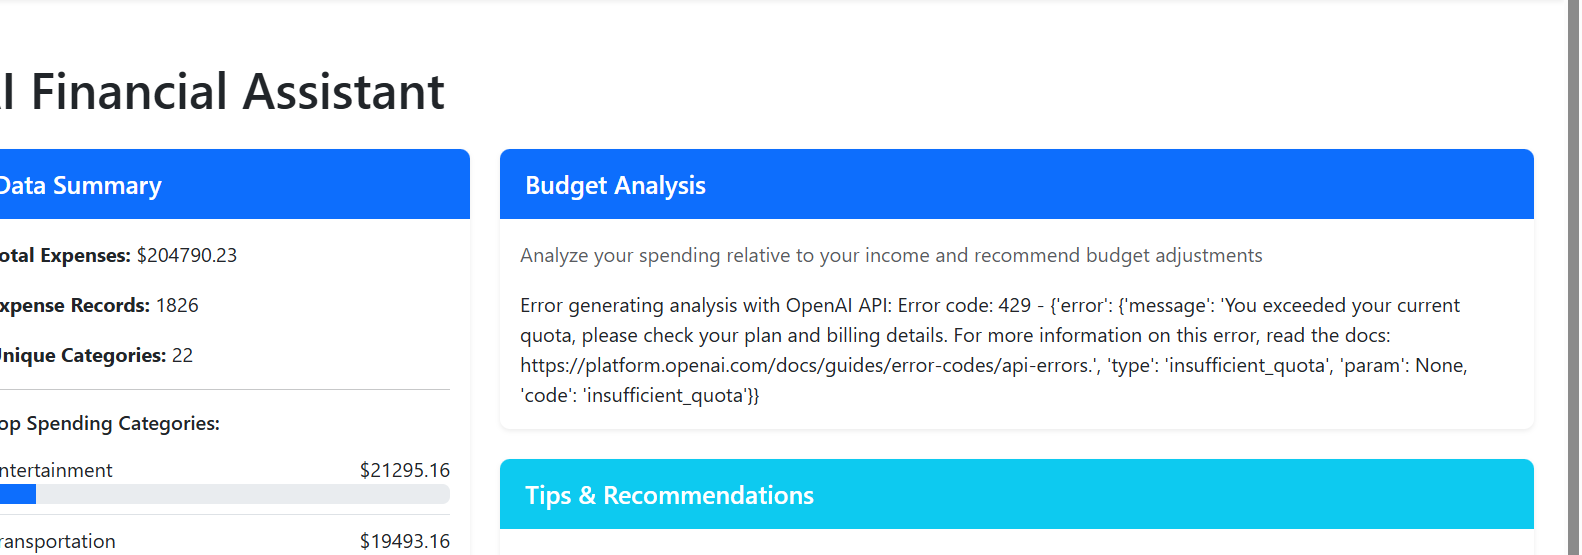 I Financial Assistant
Data Summary
otal Expenses: $204790.23
xpense Records: 1826
nique Categories: 22
op Spending Categories:
ntertainment $21295.16
ransportation $19493.16
Budget Analysis
Analyze your spending relative to your income and recommend budget adjustments
Error generating analysis with OpenAI API: Error code: 429 - {'error': {'message': 'You exceeded your current
quota, please check your plan and billing details. For more information on this error, read the docs:
https://platform.openai.com/docs/guides/error-codes/api-errors.', 'type': 'insufficient_quota', 'param': None,
'code': 'insufficient_quota'}}
Tips & Recommendations